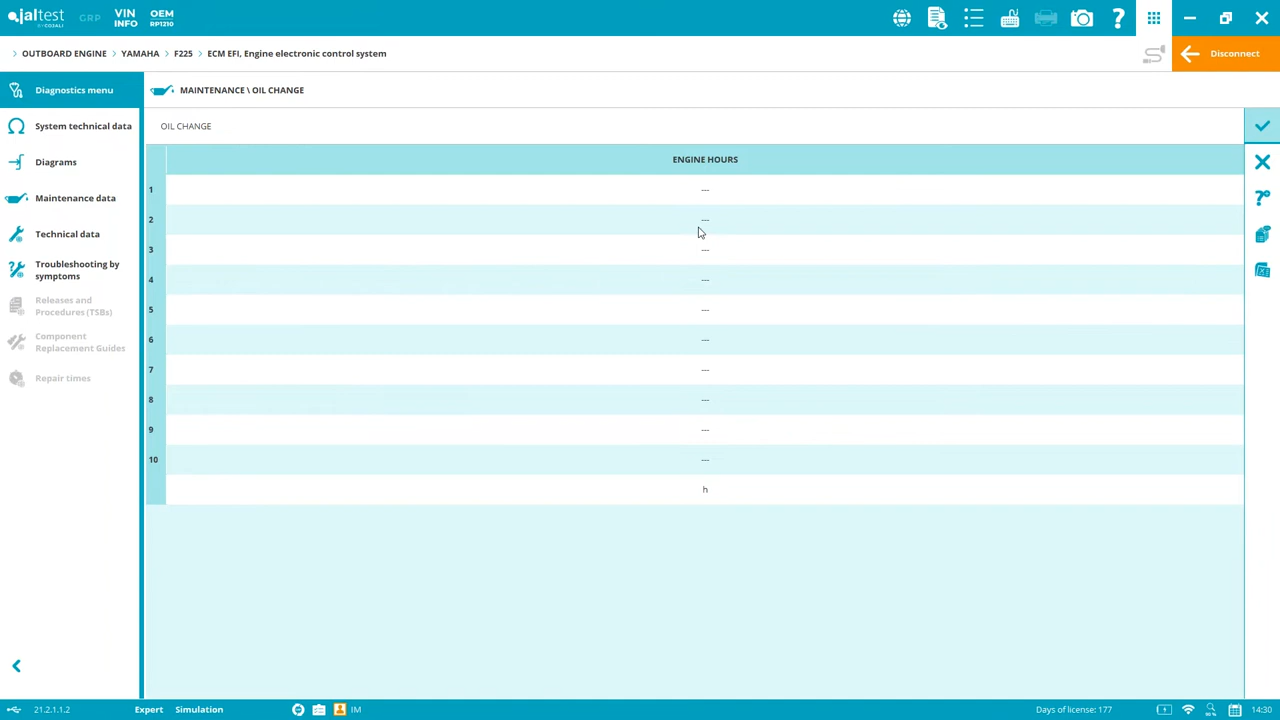 jaltest
BY COJALI
GRP
VIN
INFO
OEM
RP1210
OUTBOARD ENGINE
YAMAHA
F225
ECM EFI, Engine electronic control system
Disconnect
Diagnostics menu
MAINTENANCE \ OIL CHANGE
System technical data
OIL CHANGE
Diagrams
ENGINE HOURS
1 ---
Maintenance data
2 ---
Technical data
3 ---
Troubleshooting by
symptoms
4 ---
Releases and
Procedures (TSBs)
5 ---
Component
Replacement Guides
6 ---
Repair times
7 ---
8 ---
9 ---
10 ---
h
21.2.1.1.2
Expert
Simulation
IM
Days of license: 177
14:30